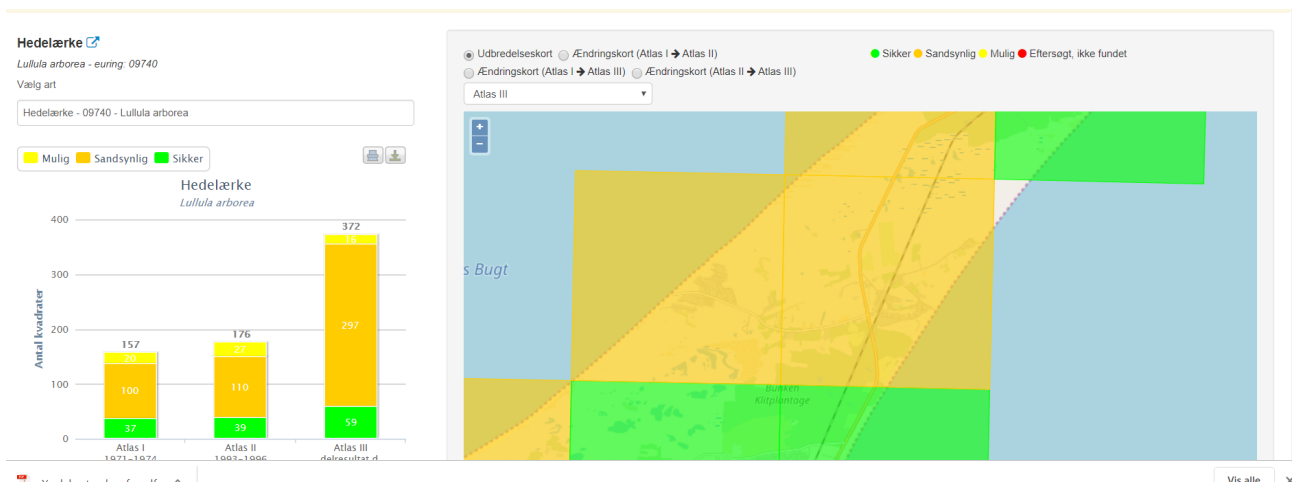 Hedelærke
Lullula arborea - euring: 09740
Vælg art
Hedelærke - 09740 - Lullula arborea
Mulig Sandsynlig Sikker
Hedelærke
Lullula arborea
Antal kvadrater
400
300
200
100
0
157
20
100
37
176
27
110
39
372
16
297
59
Atlas I
1971-1974
Atlas II
1993-1996
Atlas III
delresultat d.
Udbredelseskort Ændringskort (Atlas I → Atlas II)
Ændringskort (Atlas I → Atlas III) Ændringskort (Atlas II → Atlas III)
Sikker Sandsynlig Mulig Eftersøgt, ikke fundet
Atlas III
+
−
s Bugt
Bunken
Klitplantage
Vis alle